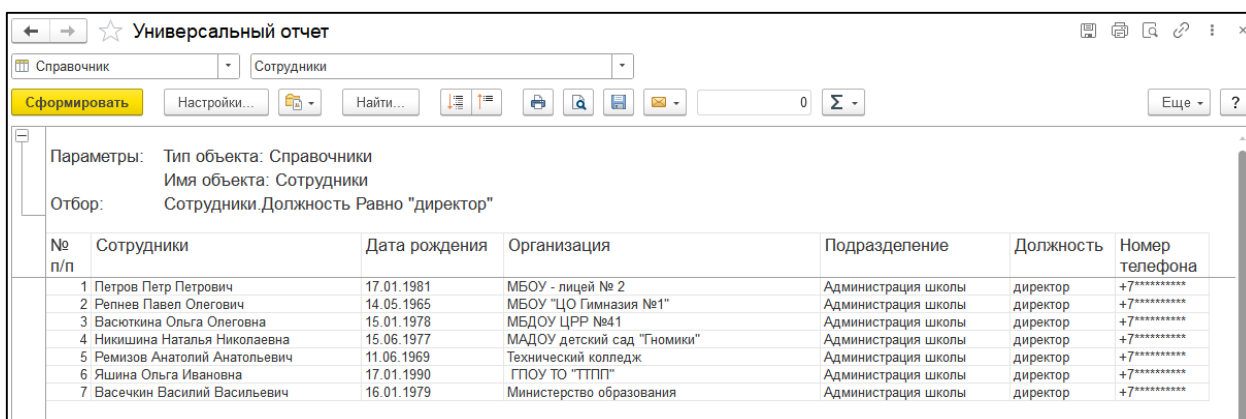 Универсальный отчет
Справочник Сотрудники
Сформировать Настройки... Найти... 0 Σ Еще ?
Параметры: Тип объекта: Справочники
Имя объекта: Сотрудники
Отбор: Сотрудники.Должность Равно "директор"
№ п/п Сотрудники Дата рождения Организация Подразделение Должность Номер телефона
1 Петров Петр Петрович 17.01.1981 МБОУ - лицей № 2 Администрация школы директор +7**********
2 Репнев Павел Олегович 14.05.1965 МБОУ "ЦО Гимназия №1" Администрация школы директор +7**********
3 Васюткина Ольга Олеговна 15.01.1978 МБДОУ ЦРР №41 Администрация школы директор +7**********
4 Никишина Наталья Николаевна 15.06.1977 МАДОУ детский сад "Гномики" Администрация школы директор +7**********
5 Ремизов Анатолий Анатольевич 11.06.1969 Технический колледж Администрация школы директор +7**********
6 Яшина Ольга Ивановна 17.01.1990 ГПОУ ТО "ТТПП" Администрация школы директор +7**********
7 Васечкин Василий Васильевич 16.01.1979 Министерство образования Администрация школы директор +7**********